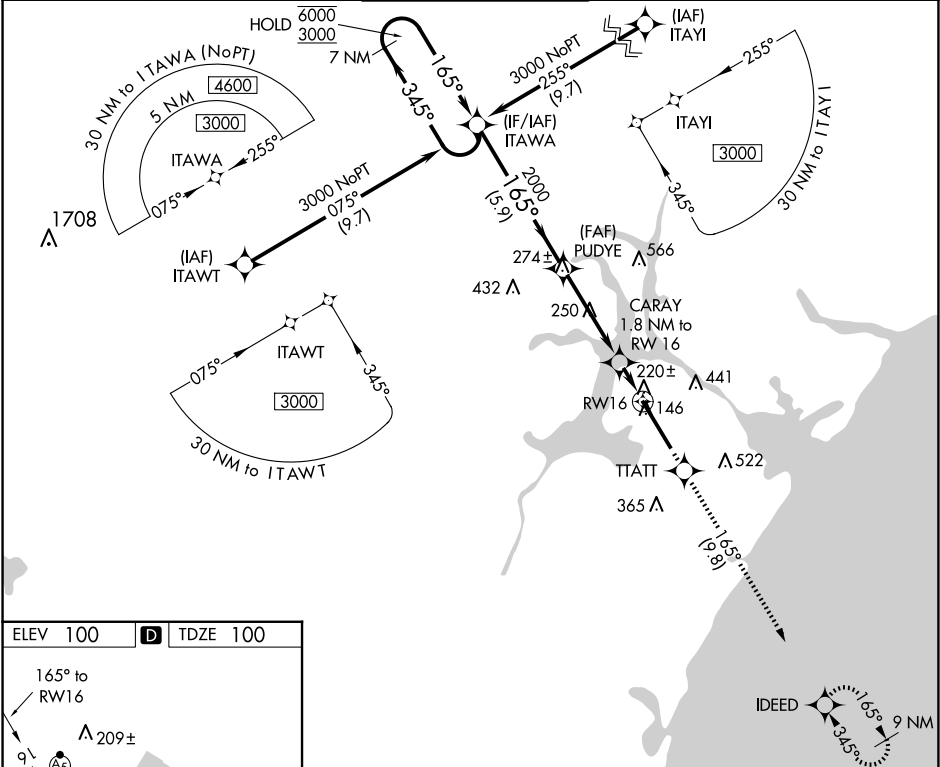 HOLD 6000
3000
7 NM
165°
345°
(IAF)
ITAYI
3000 NoPT
255°
(9.7)
30 NM to ITAWA (NoPT)
4600
5 NM
3000
ITAWA
255°
075°
(IF/IAF)
ITAWA
255°
ITAYI
3000
345°
30 NM to ITAYI
1708
3000 NoPT
075°
(9.7)
(IAF)
ITAWT
2000
165°
(5.9)
(FAF)
PUDYE
274±
566
432
250
CARAY
1.8 NM to
RW 16
220±
441
RW16
146
075°
ITAWT
345°
3000
30 NM to ITAWT
TTATT
522
365
165°
(9.8)
ELEV 100
D
TDZE 100
165° to
RW16
209±
16
A5
IDEED
165°
345°
9 NM